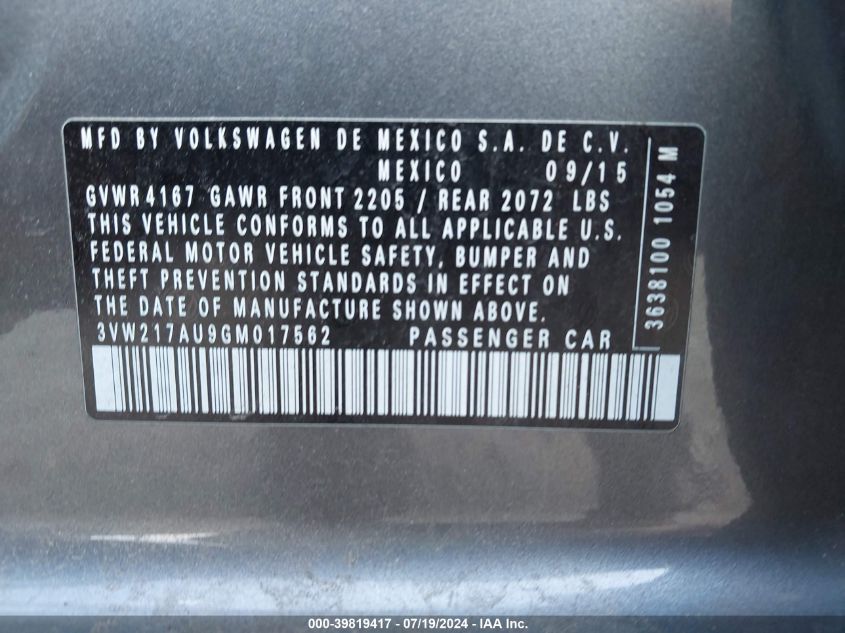 MFD BY VOLKSWAGEN DE MEXICO S.A. DE C.V.
MEXICO 09/15
GVWR 4167 GAWR FRONT 2205 / REAR 2072 LBS
THIS VEHICLE CONFORMS TO ALL APPLICABLE U.S.
FEDERAL MOTOR VEHICLE SAFETY, BUMPER AND
THEFT PREVENTION STANDARDS IN EFFECT ON
THE DATE OF MANUFACTURE SHOWN ABOVE.
3VW217AU9GM017562 PASSENGER CAR
3638100 1054 M
000-39819417 / 07/19/2024 - IAA Inc.